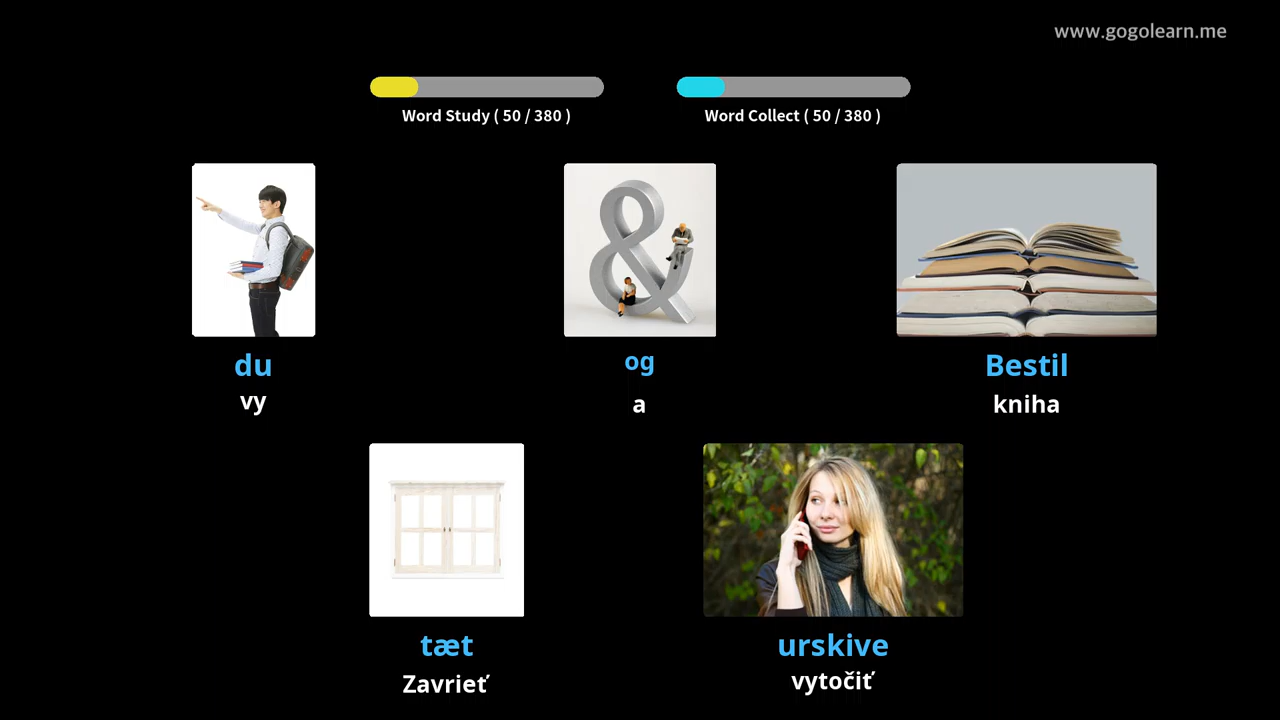 www.gogolearn.me
Word Study ( 50 / 380 )
Word Collect ( 50 / 380 )
du
vy
og
a
Bestil
kniha
tæt
Zavrieť
urskive
vytočiť